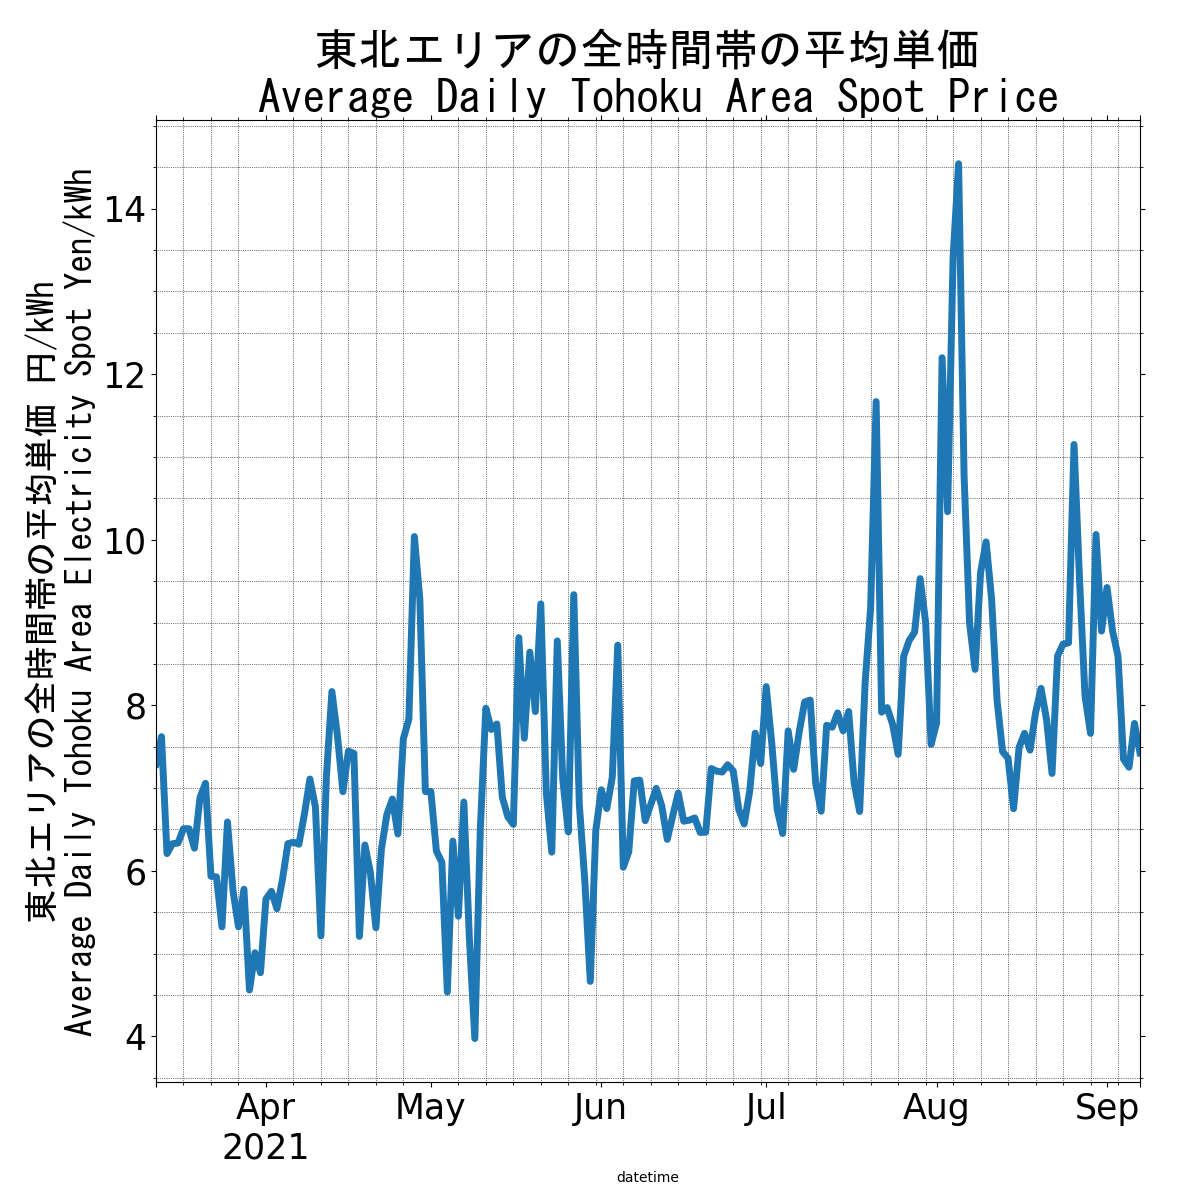 東北エリアの全時間帯の平均単価
Average Daily Tohoku Area Spot Price
東北エリアの全時間帯の平均単価 円/kWh
Average Daily Tohoku Area Electricity Spot Yen/kWh
14
12
10
8
6
4
Apr
2021
May
Jun
Jul
Aug
Sep
datetime